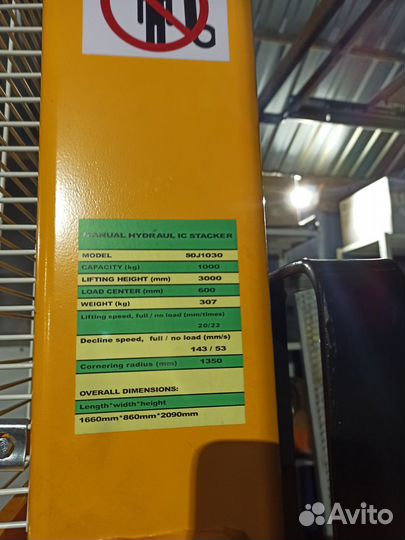 MANUAL HYDRAUL IC STACKER
MODEL SDJ1030
CAPACITY (kg) 1000
LIFTING HEIGHT (mm) 3000
LOAD CENTER (mm) 600
WEIGHT (kg) 307
Lifting speed, full / no load (mm/times)
20/22
Decline speed, full / no load (mm/s)
143 / 53
Cornering radius (mm) 1350
OVERALL DIMENSIONS:
Length*width*height
1660mm*860mm*2090mm
Avito